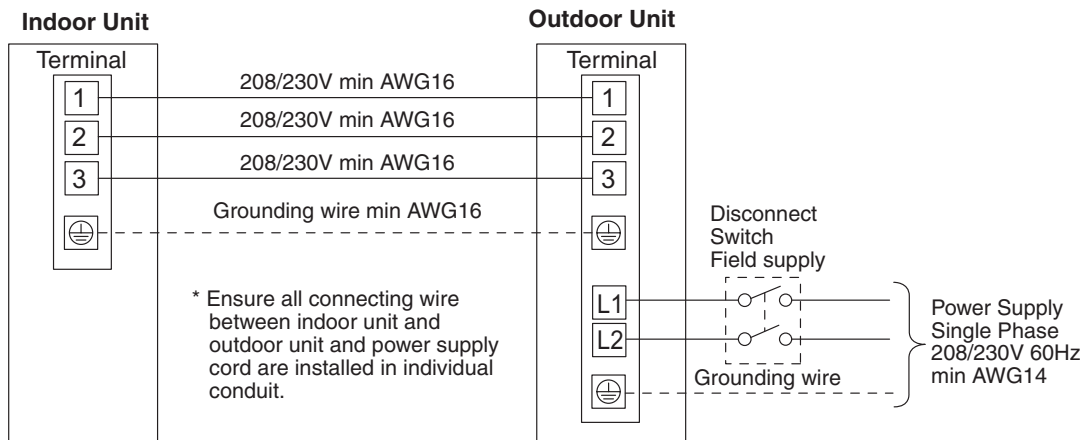 Indoor Unit
Outdoor Unit
Terminal
Terminal
1
208/230V min AWG16
1
2
208/230V min AWG16
2
3
208/230V min AWG16
3
Grounding wire min AWG16
Disconnect
Switch
Field supply
* Ensure all connecting wire
between indoor unit and
outdoor unit and power supply
cord are installed in individual
conduit.
L1
L2
Grounding wire
Power Supply
Single Phase
208/230V 60Hz
min AWG14